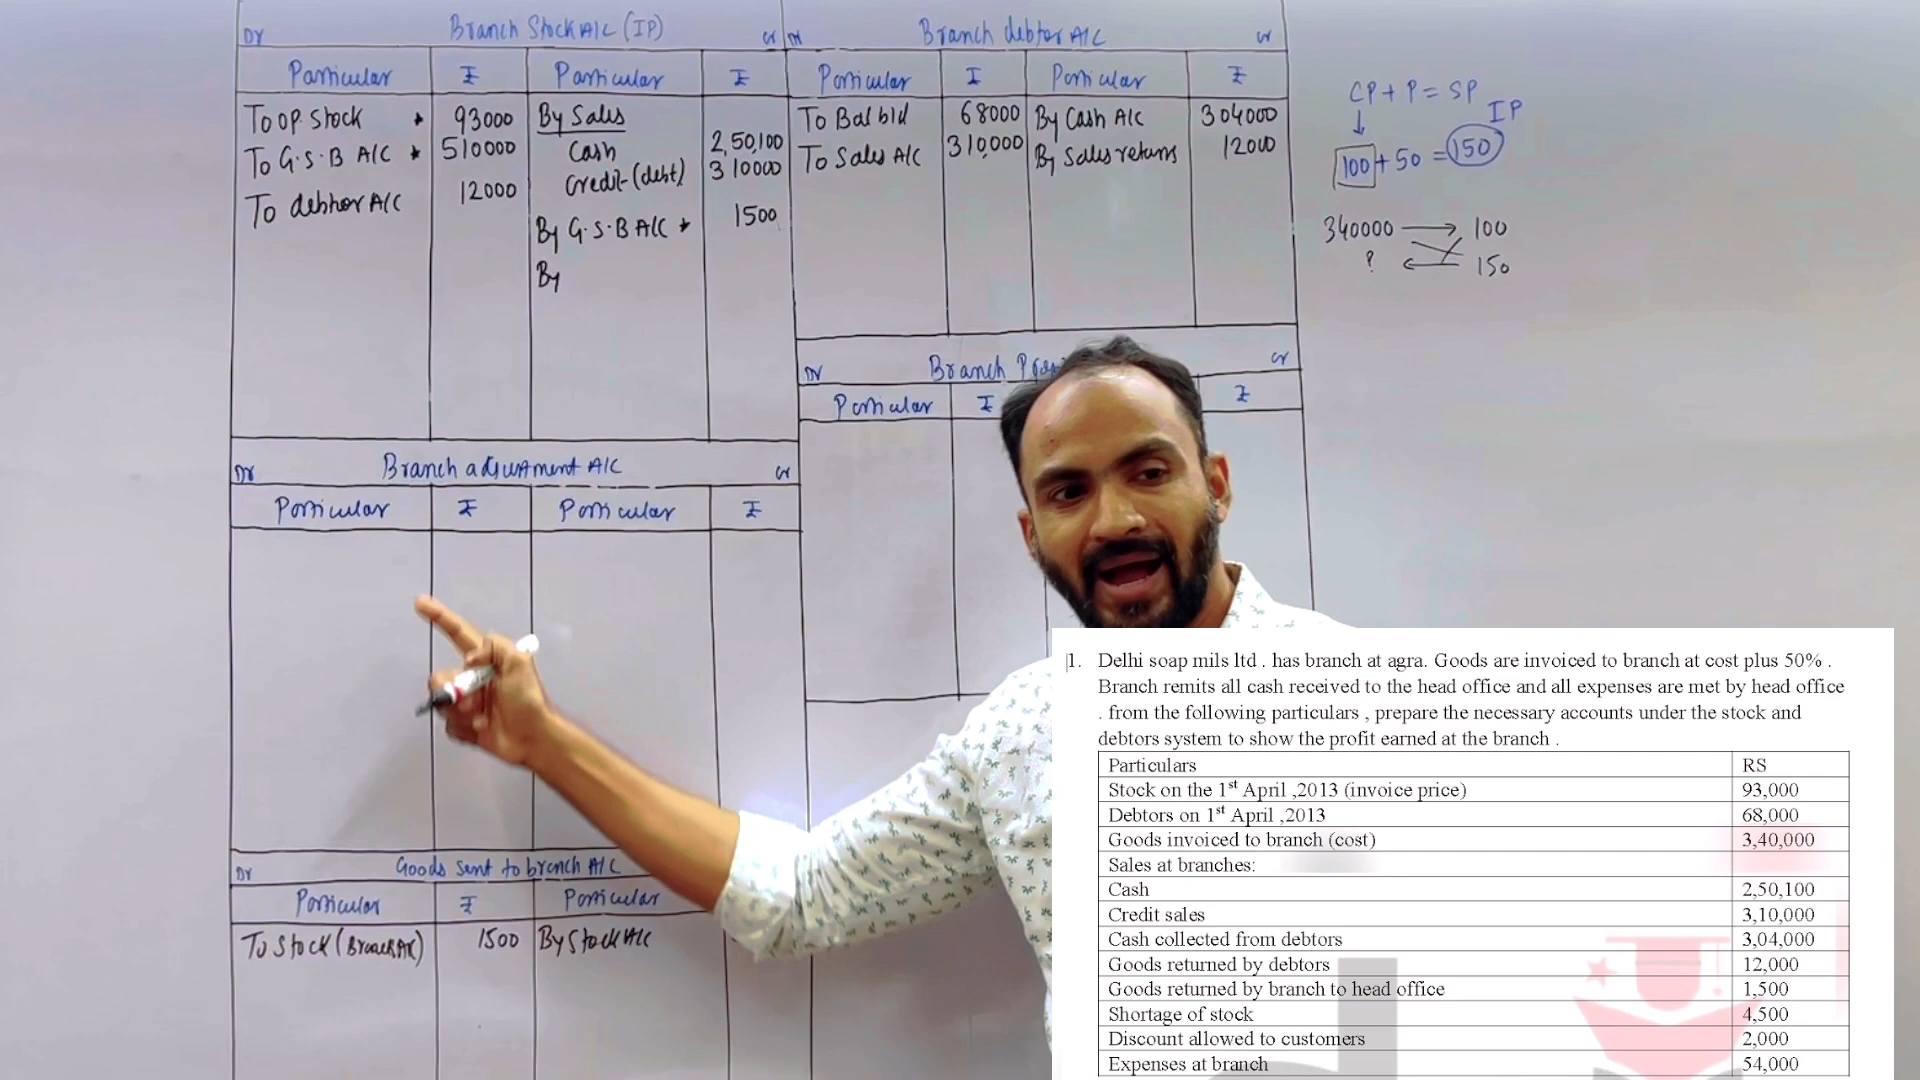 Dr Branch Stock A/C (IP) Cr
Particular ₹ Particular ₹
To op stock 93000 By Sales
To G.S.B A/C 510000 Cash 2,50,100
Credit (debt) 310000
To debtor A/C 12000
By G.S.B A/C 1500
By
Dr Branch debtor A/C Cr
Particular ₹ Particular ₹
To Bal b/d 68000 By Cash A/C 304000
To Sales A/C 310,000 By Sales return 12000
CP + P = SP
IP
100 + 50 = 150
340000 → 100
? ← 150
Dr Branch Cr
Particular ₹ ₹
Dr Branch adjustment A/C Cr
Particular ₹ Particular ₹
Dr Goods sent to branch A/C
Particular ₹ Particular
To Stock (Branch A/C) 1500 By Stock A/C
1. Delhi soap mils ltd . has branch at agra. Goods are invoiced to branch at cost plus 50% .
Branch remits all cash received to the head office and all expenses are met by head office
. from the following particulars , prepare the necessary accounts under the stock and
debtors system to show the profit earned at the branch .
Particulars RS
Stock on the 1st April ,2013 (invoice price) 93,000
Debtors on 1st April ,2013 68,000
Goods invoiced to branch (cost) 3,40,000
Sales at branches:
Cash 2,50,100
Credit sales 3,10,000
Cash collected from debtors 3,04,000
Goods returned by debtors 12,000
Goods returned by branch to head office 1,500
Shortage of stock 4,500
Discount allowed to customers 2,000
Expenses at branch 54,000